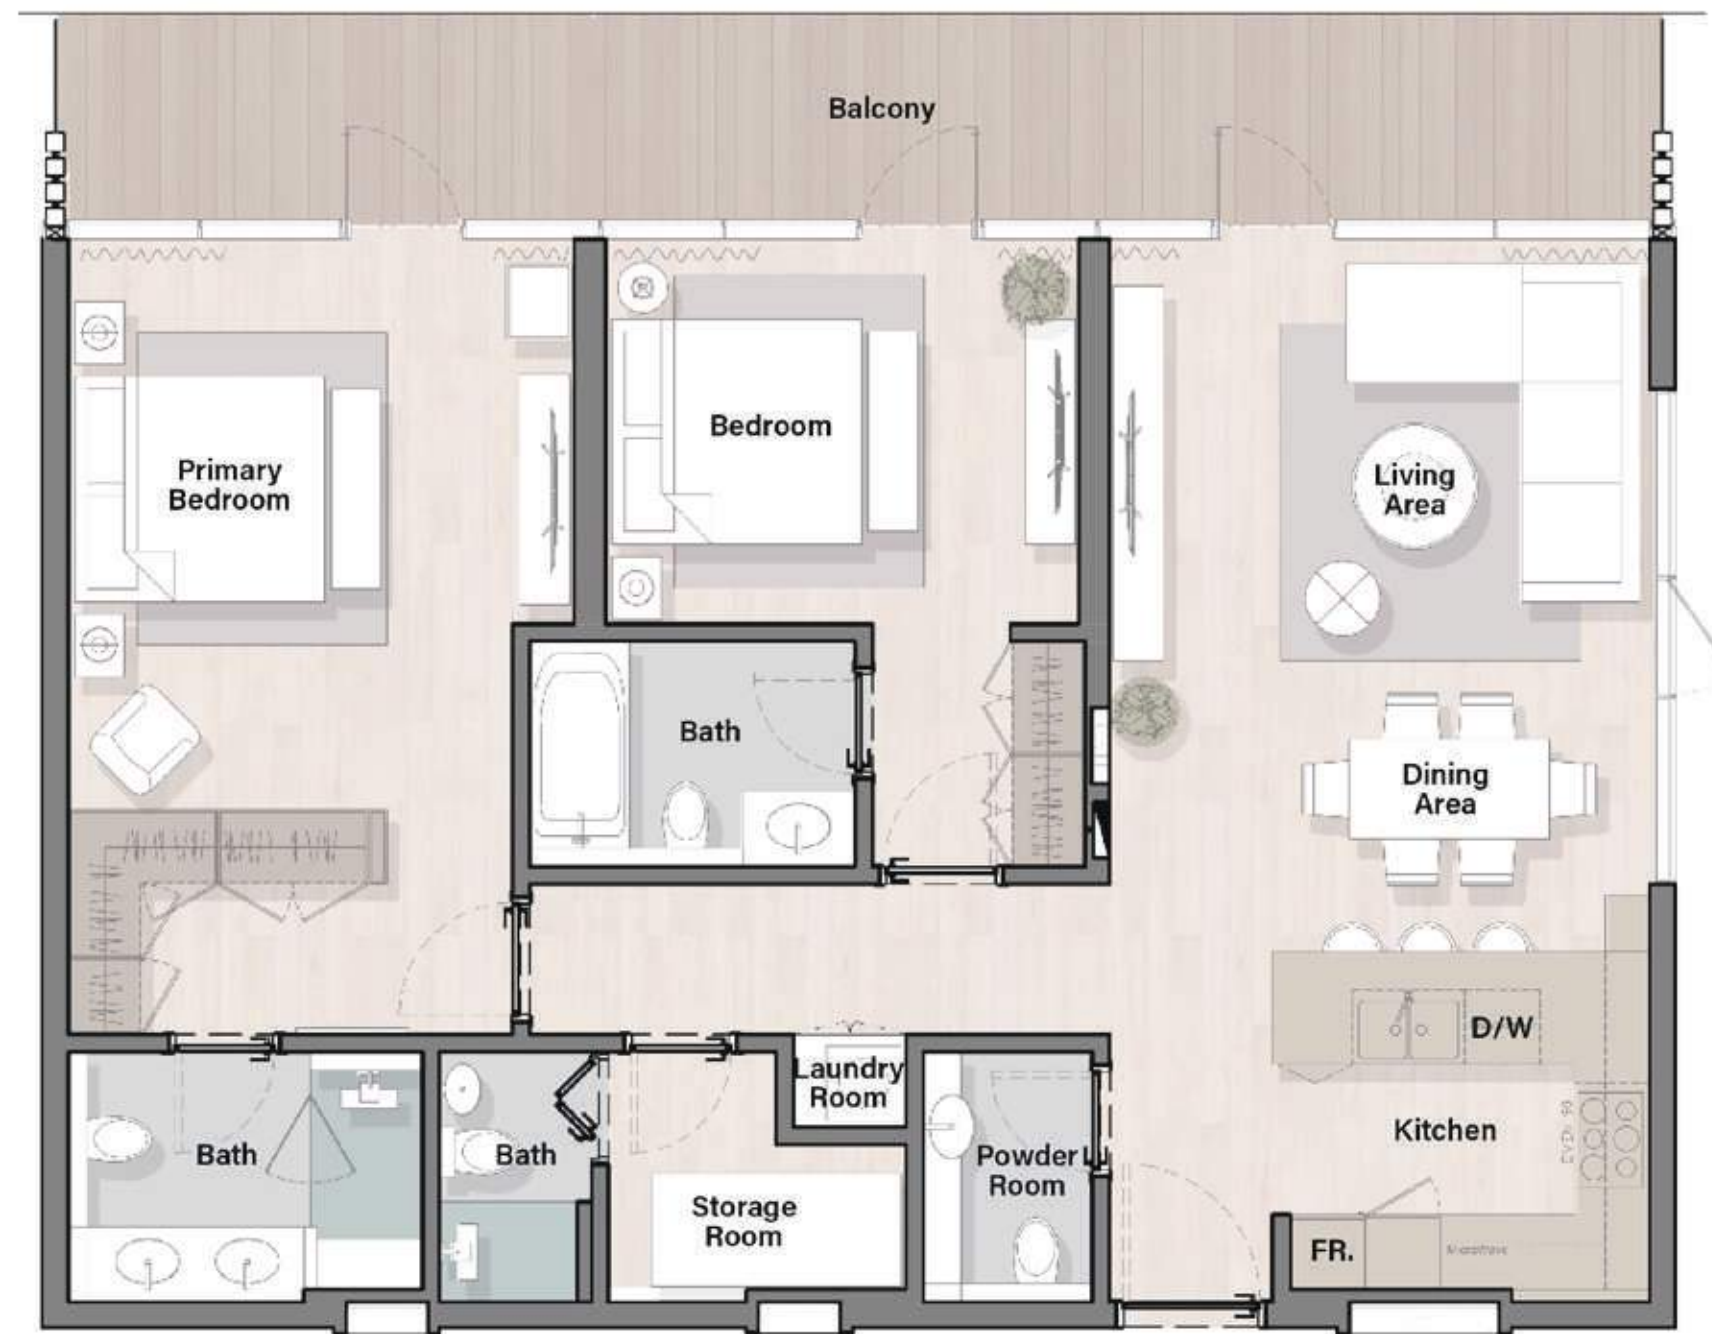 Balcony
Primary
Bedroom
Bedroom
Living
Area
Bath
Dining
Area
D/W
Laundry
Room
Kitchen
Bath
Bath
Powder
Room
Storage
Room
FR.